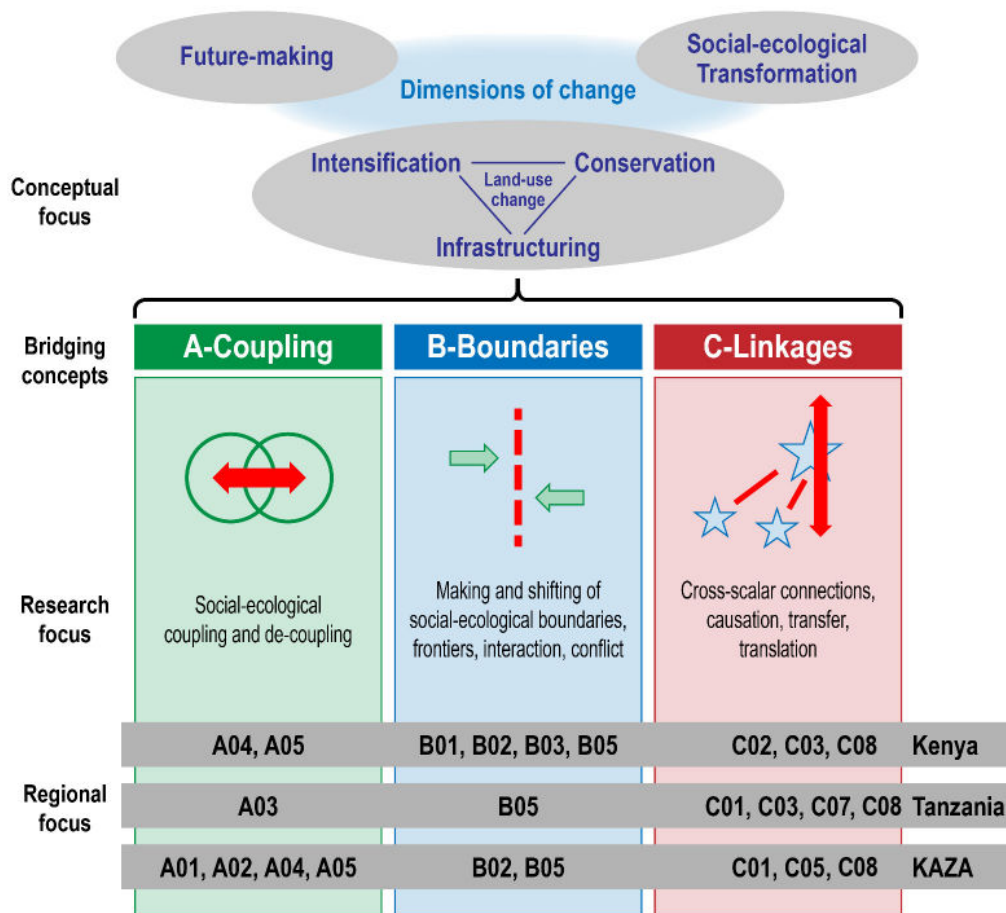 Future-making
Social-ecological
Transformation
Dimensions of change
Conceptual
focus
Intensification
Conservation
Land-use
change
Infrastructuring
Bridging
concepts
A-Coupling
B-Boundaries
C-Linkages
Research
focus
Social-ecological
coupling and de-coupling
Making and shifting of
social-ecological boundaries,
frontiers, interaction, conflict
Cross-scalar connections,
causation, transfer,
translation
Regional
focus
A04, A05
B01, B02, B03, B05
C02, C03, C08
Kenya
A03
B05
C01, C03, C07, C08
Tanzania
A01, A02, A04, A05
B02, B05
C01, C05, C08
KAZA